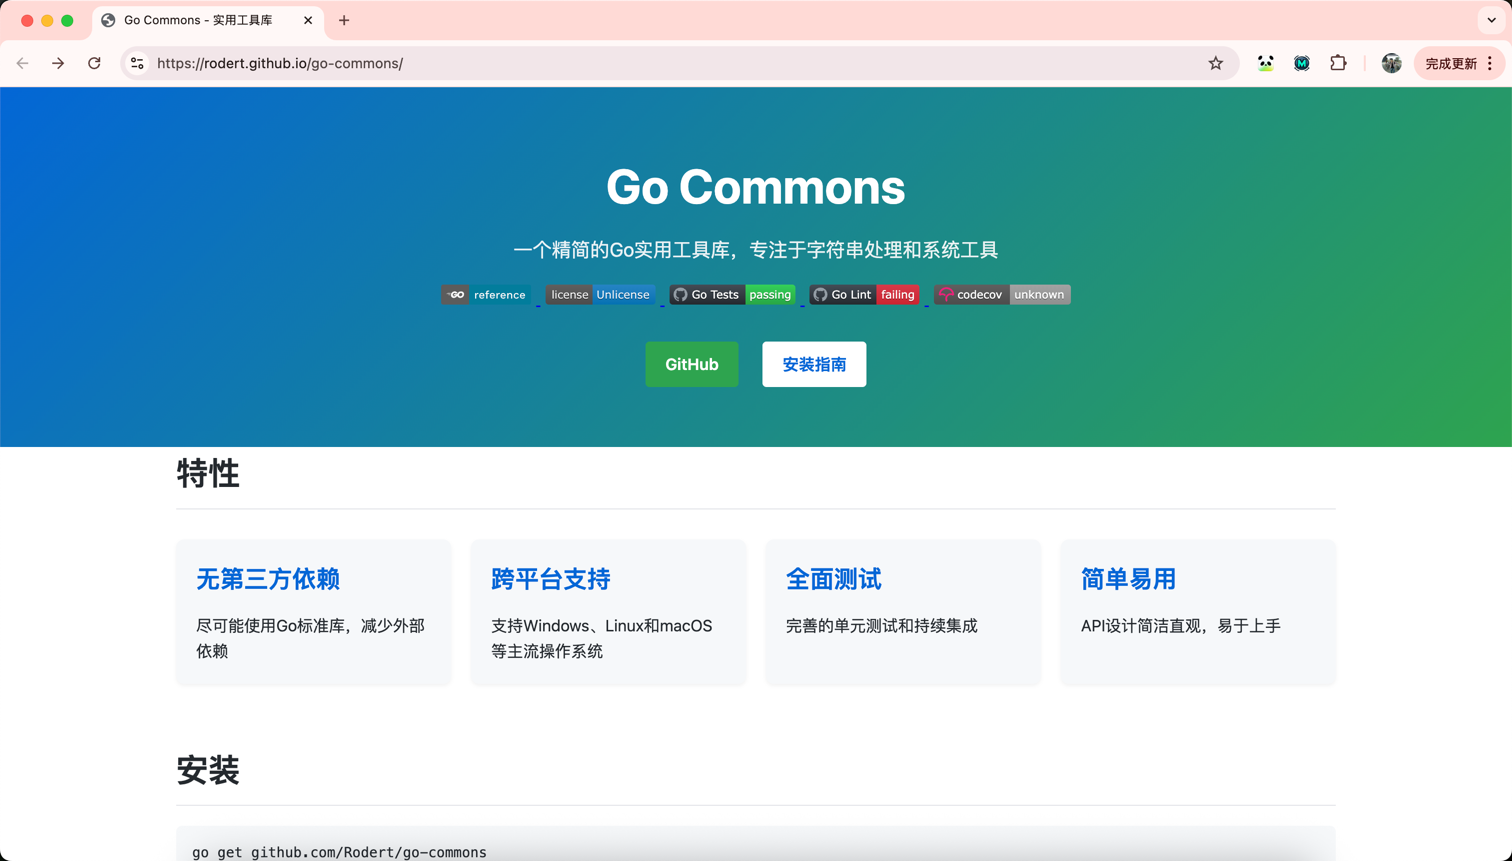 Go Commons - 实用工具库
https://rodert.github.io/go-commons/
完成更新
Go Commons
一个精简的Go实用工具库，专注于字符串处理和系统工具
GO reference license Unlicense Go Tests passing Go Lint failing codecov unknown
GitHub 安装指南
特性
无第三方依赖
尽可能使用Go标准库，减少外部
依赖
跨平台支持
支持Windows、Linux和macOS
等主流操作系统
全面测试
完善的单元测试和持续集成
简单易用
API设计简洁直观，易于上手
安装
go get github.com/Rodert/go-commons